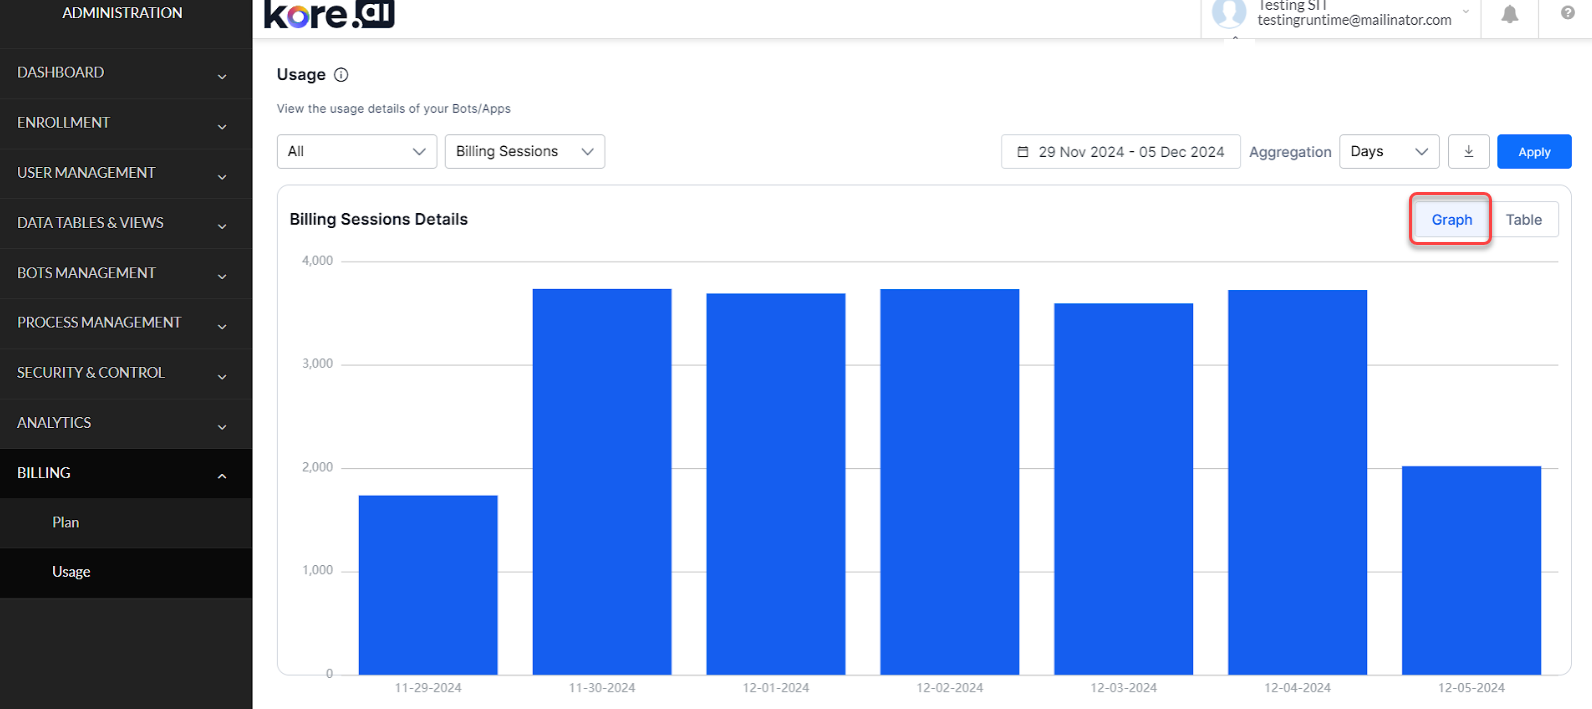 ADMINISTRATION
kore.ai
Testing SIT
testingruntime@mailinator.com
DASHBOARD
ENROLLMENT
USER MANAGEMENT
DATA TABLES & VIEWS
BOTS MANAGEMENT
PROCESS MANAGEMENT
SECURITY & CONTROL
ANALYTICS
BILLING
Plan
Usage
Usage
View the usage details of your Bots/Apps
All
Billing Sessions
29 Nov 2024 - 05 Dec 2024
Aggregation
Days
Apply
Billing Sessions Details
Graph
Table
4,000
3,000
2,000
1,000
0
11-29-2024
11-30-2024
12-01-2024
12-02-2024
12-03-2024
12-04-2024
12-05-2024